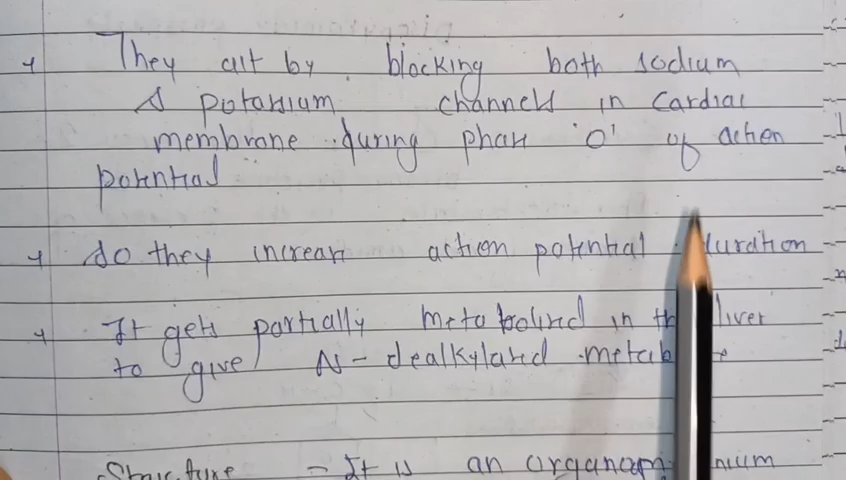 They act by blocking both sodium
& potassium channels in Cardiac
membrane during phase 'O' of action
potential
So they increase action potential duration
It gets partially metabolized in the liver
to give N-dealkylated
Structure - It is an